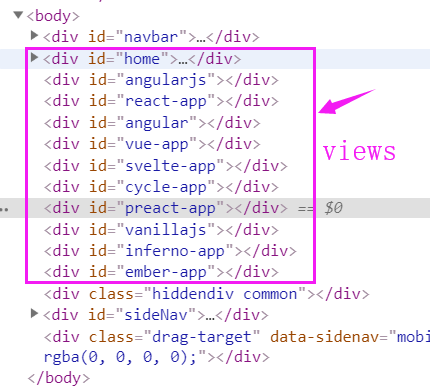 ▼<body>
▶<div id="navbar">…</div>
▶<div id="home">…</div>
<div id="angularjs"></div>
<div id="react-app"></div>
<div id="angular"></div>
<div id="vue-app"></div>
<div id="svelte-app"></div>
<div id="cycle-app"></div>
…<div id="preact-app"></div> == $0
<div id="vanillajs"></div>
<div id="inferno-app"></div>
<div id="ember-app"></div>
views
<div class="hiddendiv common"></div>
▶<div id="sideNav">…</div>
<div class="drag-target" data-sidenav="mobi
rgba(0, 0, 0, 0);"></div>
</body>